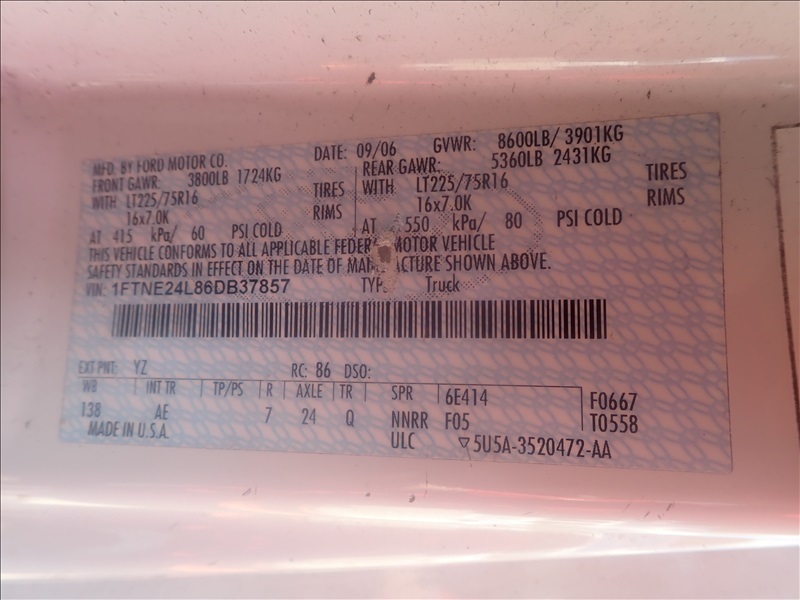 MFD. BY FORD MOTOR CO. DATE: 09/06 GVWR: 8600LB/ 3901KG
FRONT GAWR: 3800LB 1724KG REAR GAWR: 5360LB 2431KG
WITH LT225/75R16 TIRES WITH LT225/75R16 TIRES
16x7.0K RIMS 16x7.0K RIMS
AT 415 kPa/ 60 PSI COLD AT 550 kPa/ 80 PSI COLD
THIS VEHICLE CONFORMS TO ALL APPLICABLE FEDER MOTOR VEHICLE
SAFETY STANDARDS IN EFFECT ON THE DATE OF MAN ACTURE SHOWN ABOVE.
VIN: 1FTNE24L86DB37857 TYP Truck
EXT PNT: YZ RC: 86 DSO:
WB INT TR TP/PS R AXLE TR SPR 6E414 F0667
138 AE 7 24 Q NNRR F05 T0558
MADE IN U.S.A. ULC ▽5U5A-3520472-AA